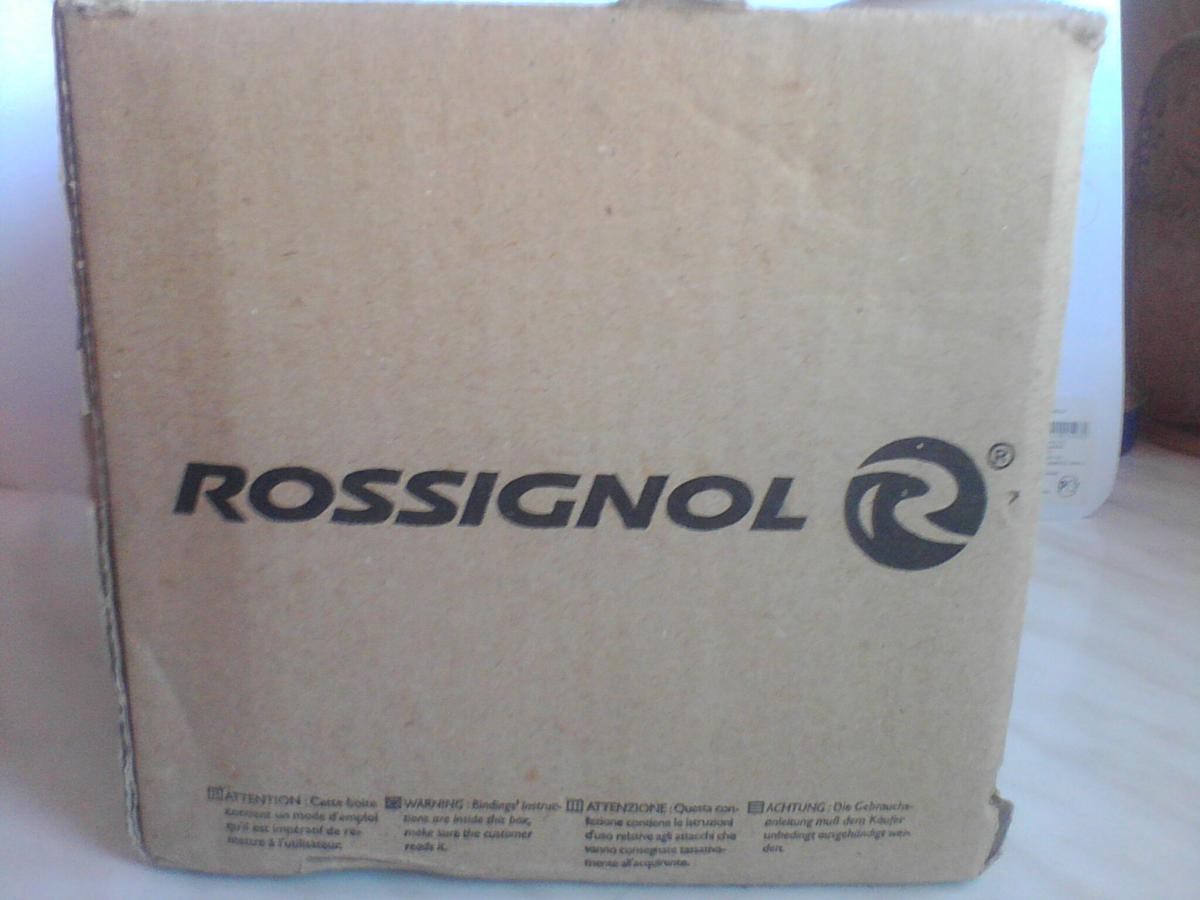 ROSSIGNOL R ®
ATTENTION : Cette boite
contient un mode d'emploi
qu'il est impératif de re-
mettre à l'utilisateur.
WARNING : Bindings' instruc-
tions are inside this box,
make sure the customer
reads it.
ATTENZIONE : Questa con-
fezione contiene le istruzioni
d'uso relative agli attacchi che
vanno consegnate tassativa-
mente all'acquirente.
ACHTUNG : Die Gebrauchs-
anleitung muß dem Käufer
unbedingt ausgehändigt wer-
den.